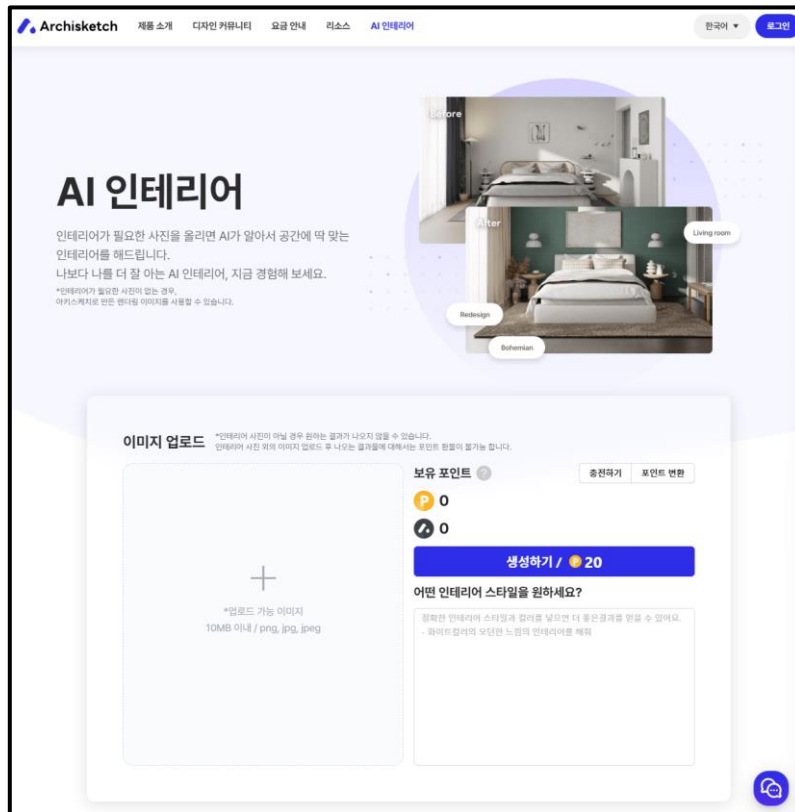 Archisketch
제품 소개
디자인 커뮤니티
요금 안내
리소스
AI 인테리어
한국어 ▼
로그인
AI 인테리어
인테리어가 필요한 사진을 올리면 AI가 알아서 공간에 딱 맞는
인테리어를 해드립니다.
나보다 나를 더 잘 아는 AI 인테리어, 지금 경험해 보세요.
*인테리어가 필요한 사진이 없는 경우,
아키스케치로 만든 렌더링 이미지를 사용할 수 있습니다.
Before
After
Living room
Redesign
Bohemian
이미지 업로드
*인테리어 사진이 아닐 경우 원하는 결과가 나오지 않을 수 있습니다.
인테리어 사진 외의 이미지 업로드 후 나오는 결과물에 대해서는 포인트 환불이 불가능 합니다.
*업로드 가능 이미지
10MB 이내 / png, jpg, jpeg
보유 포인트 ?
충전하기
포인트 변환
P 0
0
생성하기 / P 20
어떤 인테리어 스타일을 원하세요?
정확한 인테리어 스타일과 컬러를 넣으면 더 좋은결과를 얻을 수 있어요.
- 화이트컬러의 모던한 느낌의 인테리어를 해줘